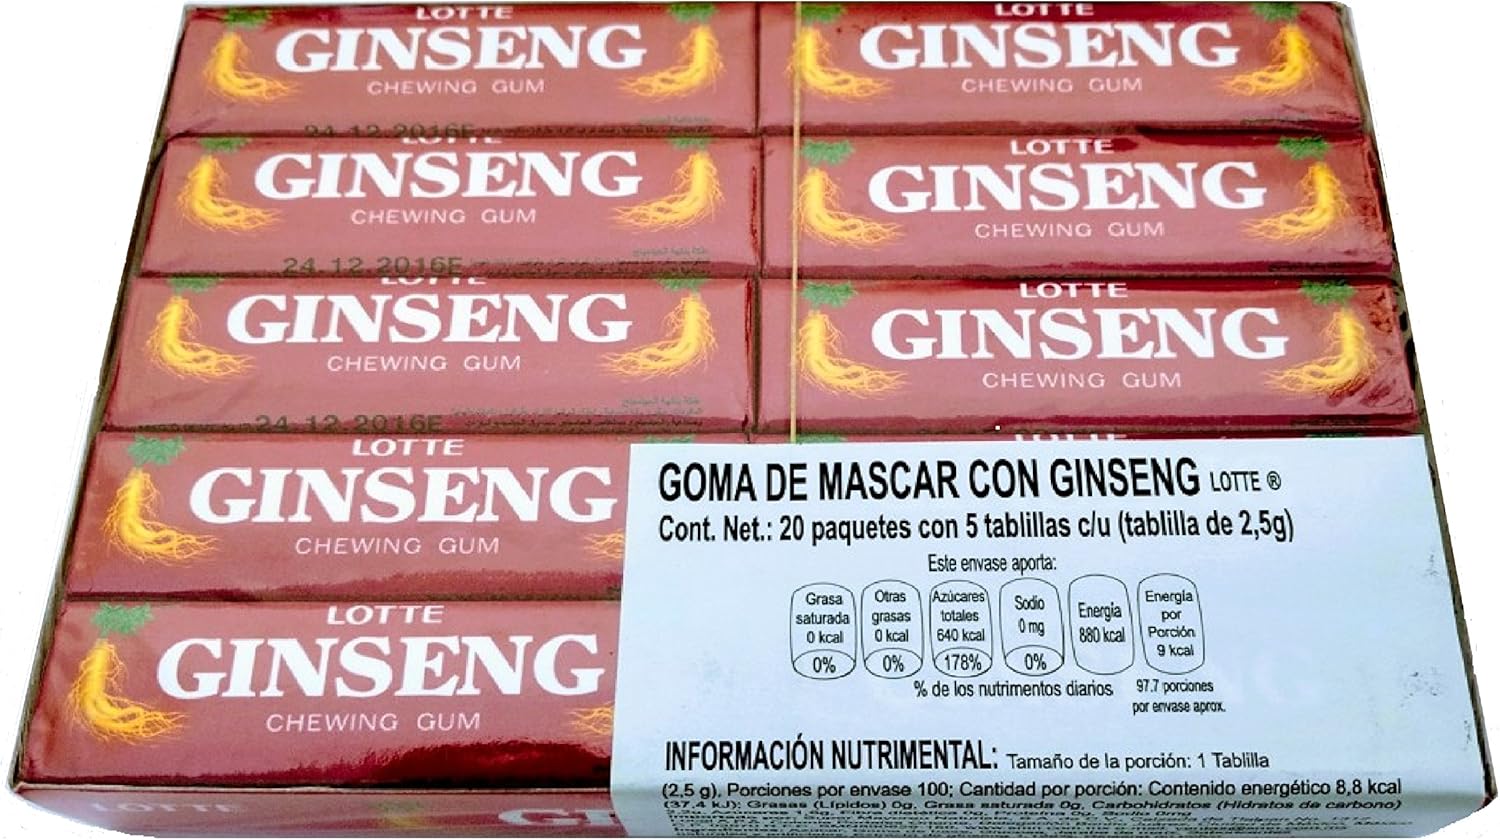 LOTTE
GINSENG
CHEWING GUM
24.12.2016E
LOTTE
GINSENG
CHEWING GUM
LOTTE
GINSENG
CHEWING GUM
24.12.2016E
LOTTE
GINSENG
CHEWING GUM
LOTTE
GINSENG
CHEWING GUM
24.12.2016E
LOTTE
GINSENG
CHEWING GUM
LOTTE
GINSENG
CHEWING GUM
LOTTE
GINSENG
CHEWING GUM
LOTTE
GINSENG
CHEWING GUM
LOTTE
GOMA DE MASCAR CON GINSENG LOTTE ®
Cont. Net.: 20 paquetes con 5 tablillas c/u (tablilla de 2,5g)
Este envase aporta:
Grasa saturada 0 kcal 0%
Otras grasas 0 kcal 0%
Azúcares totales 640 kcal 178%
Sodio 0 mg 0%
Energía 880 kcal
Energía por Porción 9 kcal
% de los nutrimentos diarios
97.7 porciones
por envase aprox.
INFORMACIÓN NUTRIMENTAL: Tamaño de la porción: 1 Tablilla
(2,5 g), Porciones por envase 100; Cantidad por porción: Contenido energético 8,8 kcal
(37.4 kJ); Grasas (Lípidos) 0g, Grasa saturada 0g, Carbohidratos (Hidratos de carbono)
LOTTE